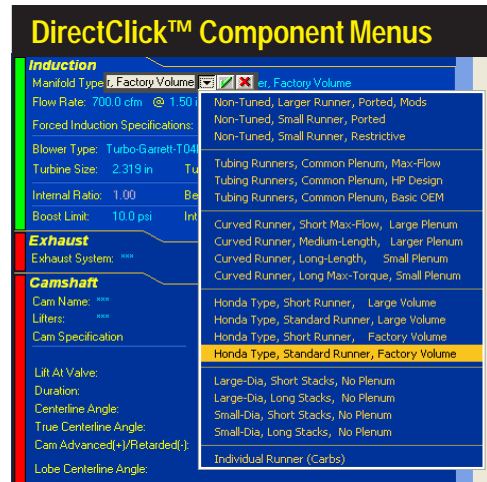 DirectClick™ Component Menus
Induction
Manifold Type r, Factory Volume er, Factory Volume
Flow Rate: 700.0 cfm @ 1.50 i
Forced Induction Specifications:
Blower Type: Turbo-Garrett-T04
Turbine Size: 2.319 in Tu
Internal Ratio: 1.00 Be
Boost Limit: 10.0 psi Int
Non-Tuned, Larger Runner, Ported, Mods
Non-Tuned, Small Runner, Ported
Non-Tuned, Small Runner, Restrictive
Tubing Runners, Common Plenum, Max-Flow
Tubing Runners, Common Plenum, HP Design
Tubing Runners, Common Plenum, Basic OEM
Curved Runner, Short Max-Flow, Large Plenum
Curved Runner, Medium-Length, Larger Plenum
Curved Runner, Long-Length, Small Plenum
Curved Runner, Long Max-Torque, Small Plenum
Honda Type, Short Runner, Large Volume
Honda Type, Standard Runner, Large Volume
Honda Type, Short Runner, Factory Volume
Honda Type, Standard Runner, Factory Volume
Large-Dia, Short Stacks, No Plenum
Large-Dia, Long Stacks, No Plenum
Small-Dia, Short Stacks, No Plenum
Small-Dia, Long Stacks, No Plenum
Individual Runner (Carbs)
Exhaust
Exhaust System: ***
Camshaft
Cam Name: ***
Lifters: ***
Cam Specification
Lift At Valve:
Duration:
Centerline Angle:
True Centerline Angle:
Cam Advanced(+)/Retarded(-):
Lobe Centerline Angle: